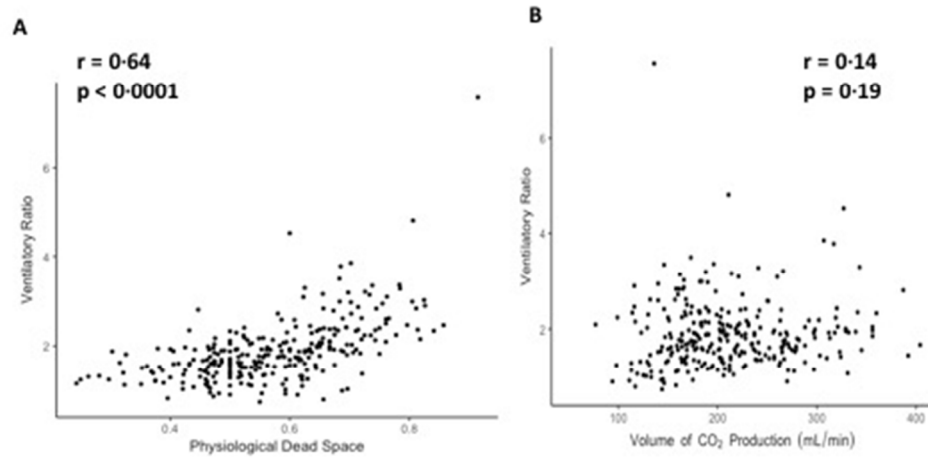 A
r = 0·64
p < 0·0001
Ventilatory Ratio
6
4
2
0.4
0.6
0.8
Physiological Dead Space
B
r = 0·14
p = 0·19
Ventilatory Ratio
6
4
2
100
200
300
400
Volume of CO₂ Production (mL/min)